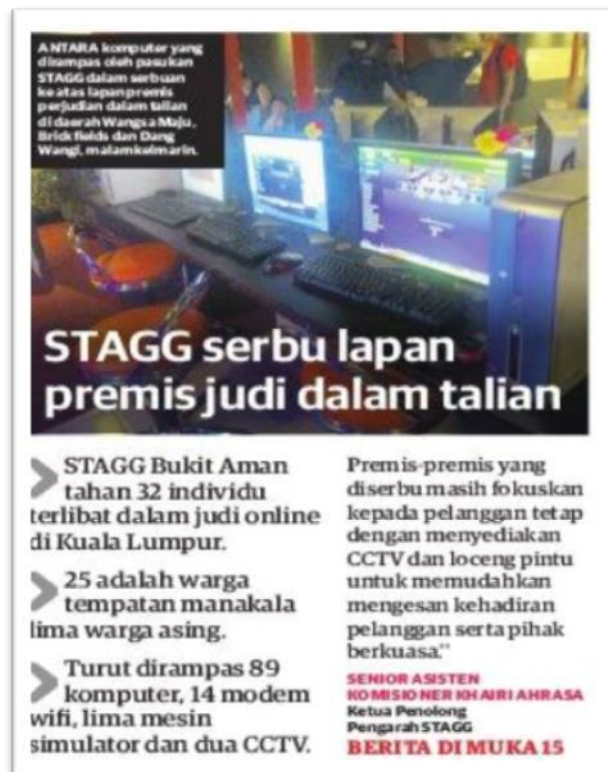 ANTARA komputer yang
dirampas oleh pasukan
STAGG dalam serbuan
ke atas lapan premis
perjudian dalam talian
di daerah Wangsa Maju,
Brickfields dan Dang
Wangi, malam kelmarin.
STAGG serbu lapan
premis judi dalam talian
STAGG Bukit Aman
tahan 32 individu
terlibat dalam judi online
di Kuala Lumpur.
25 adalah warga
tempatan manakala
lima warga asing.
Turut dirampas 89
komputer, 14 modem
wifi, lima mesin
simulator dan dua CCTV.
Premis-premis yang
diserbu masih fokuskan
kepada pelanggan tetap
dengan menyediakan
CCTV dan loceng pintu
untuk memudahkan
mengesan kehadiran
pelanggan serta pihak
berkuasa."
SENIOR ASISTEN
KOMISIONER KHAIRI AHRASA
Ketua Penolong
Pengarah STAGG
BERITA DI MUKA 15